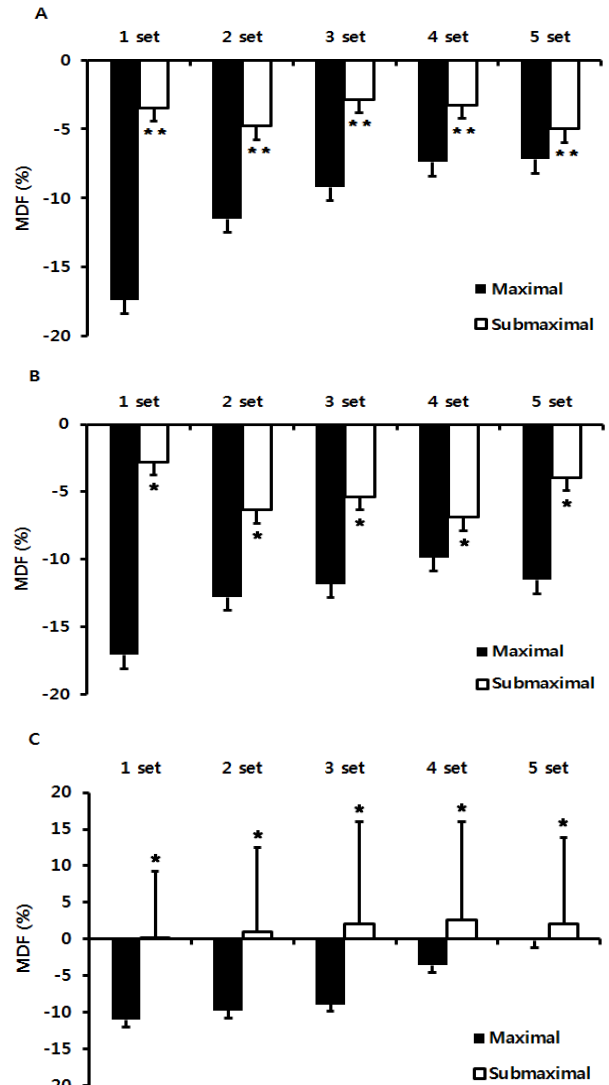 A
1 set 2 set 3 set 4 set 5 set
0
-5
-10
-15
-20
MDF (%)
** ** ** ** **
Maximal
Submaximal
B
1 set 2 set 3 set 4 set 5 set
0
-5
-10
-15
-20
MDF (%)
* * * * *
Maximal
Submaximal
C
1 set 2 set 3 set 4 set 5 set
20
15
10
5
0
-5
-10
-15
-20
MDF (%)
* * * * *
Maximal
Submaximal